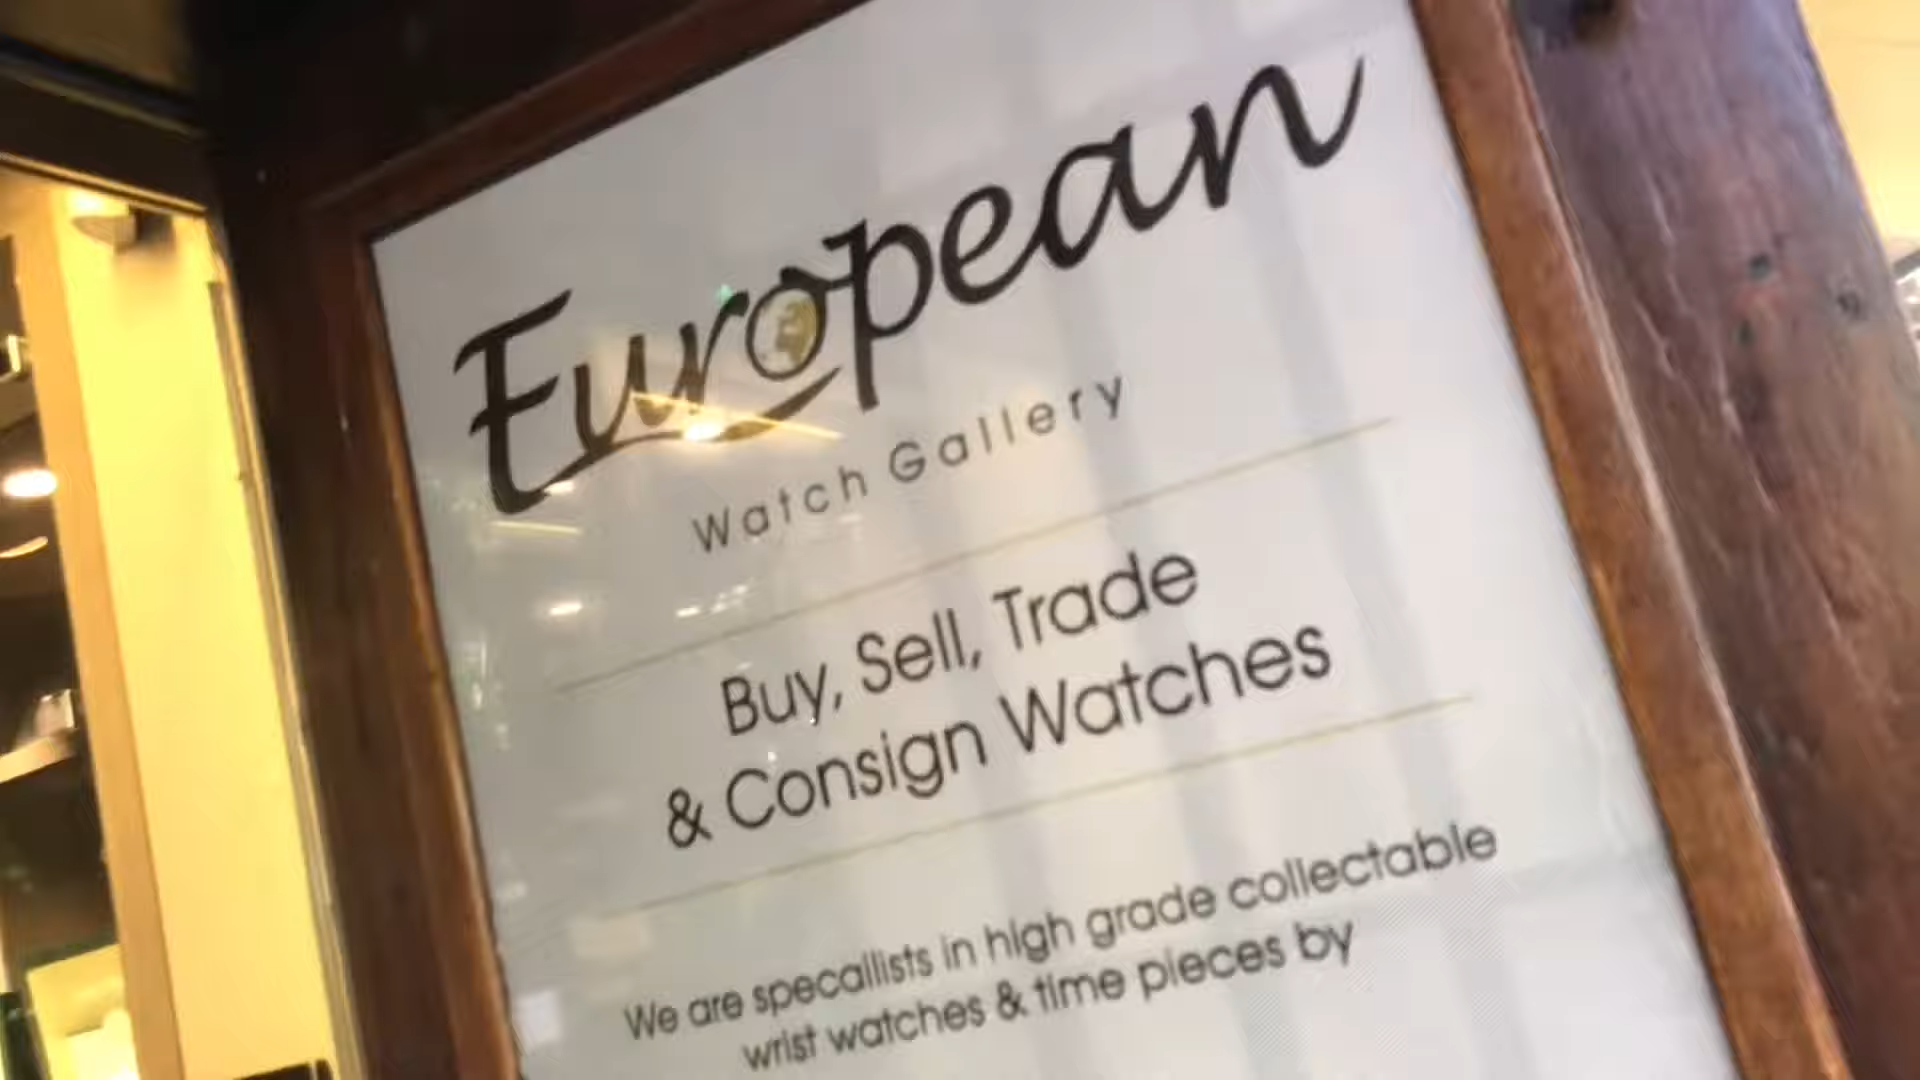 European
Watch Gallery
Buy, Sell, Trade
& Consign Watches
We are specallists in high grade collectable
wrist watches & time pieces by